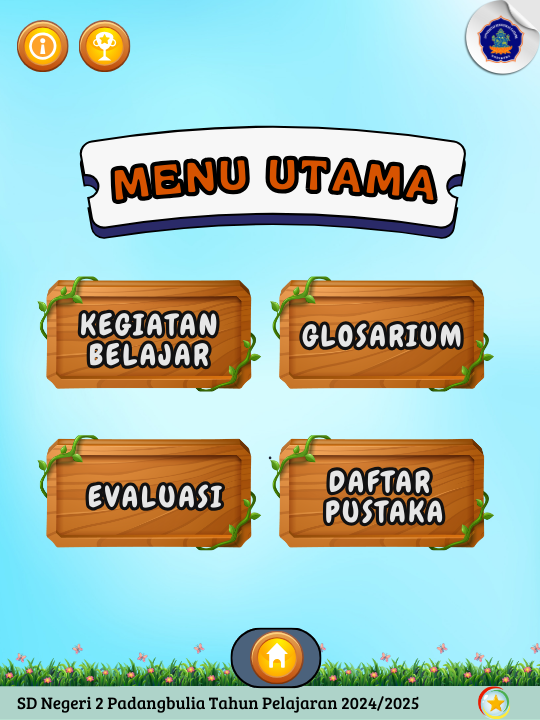 MENU UTAMA
KEGIATAN
BELAJAR
GLOSARIUM
EVALUASI
DAFTAR
PUSTAKA
SD Negeri 2 Padangbulia Tahun Pelajaran 2024/2025